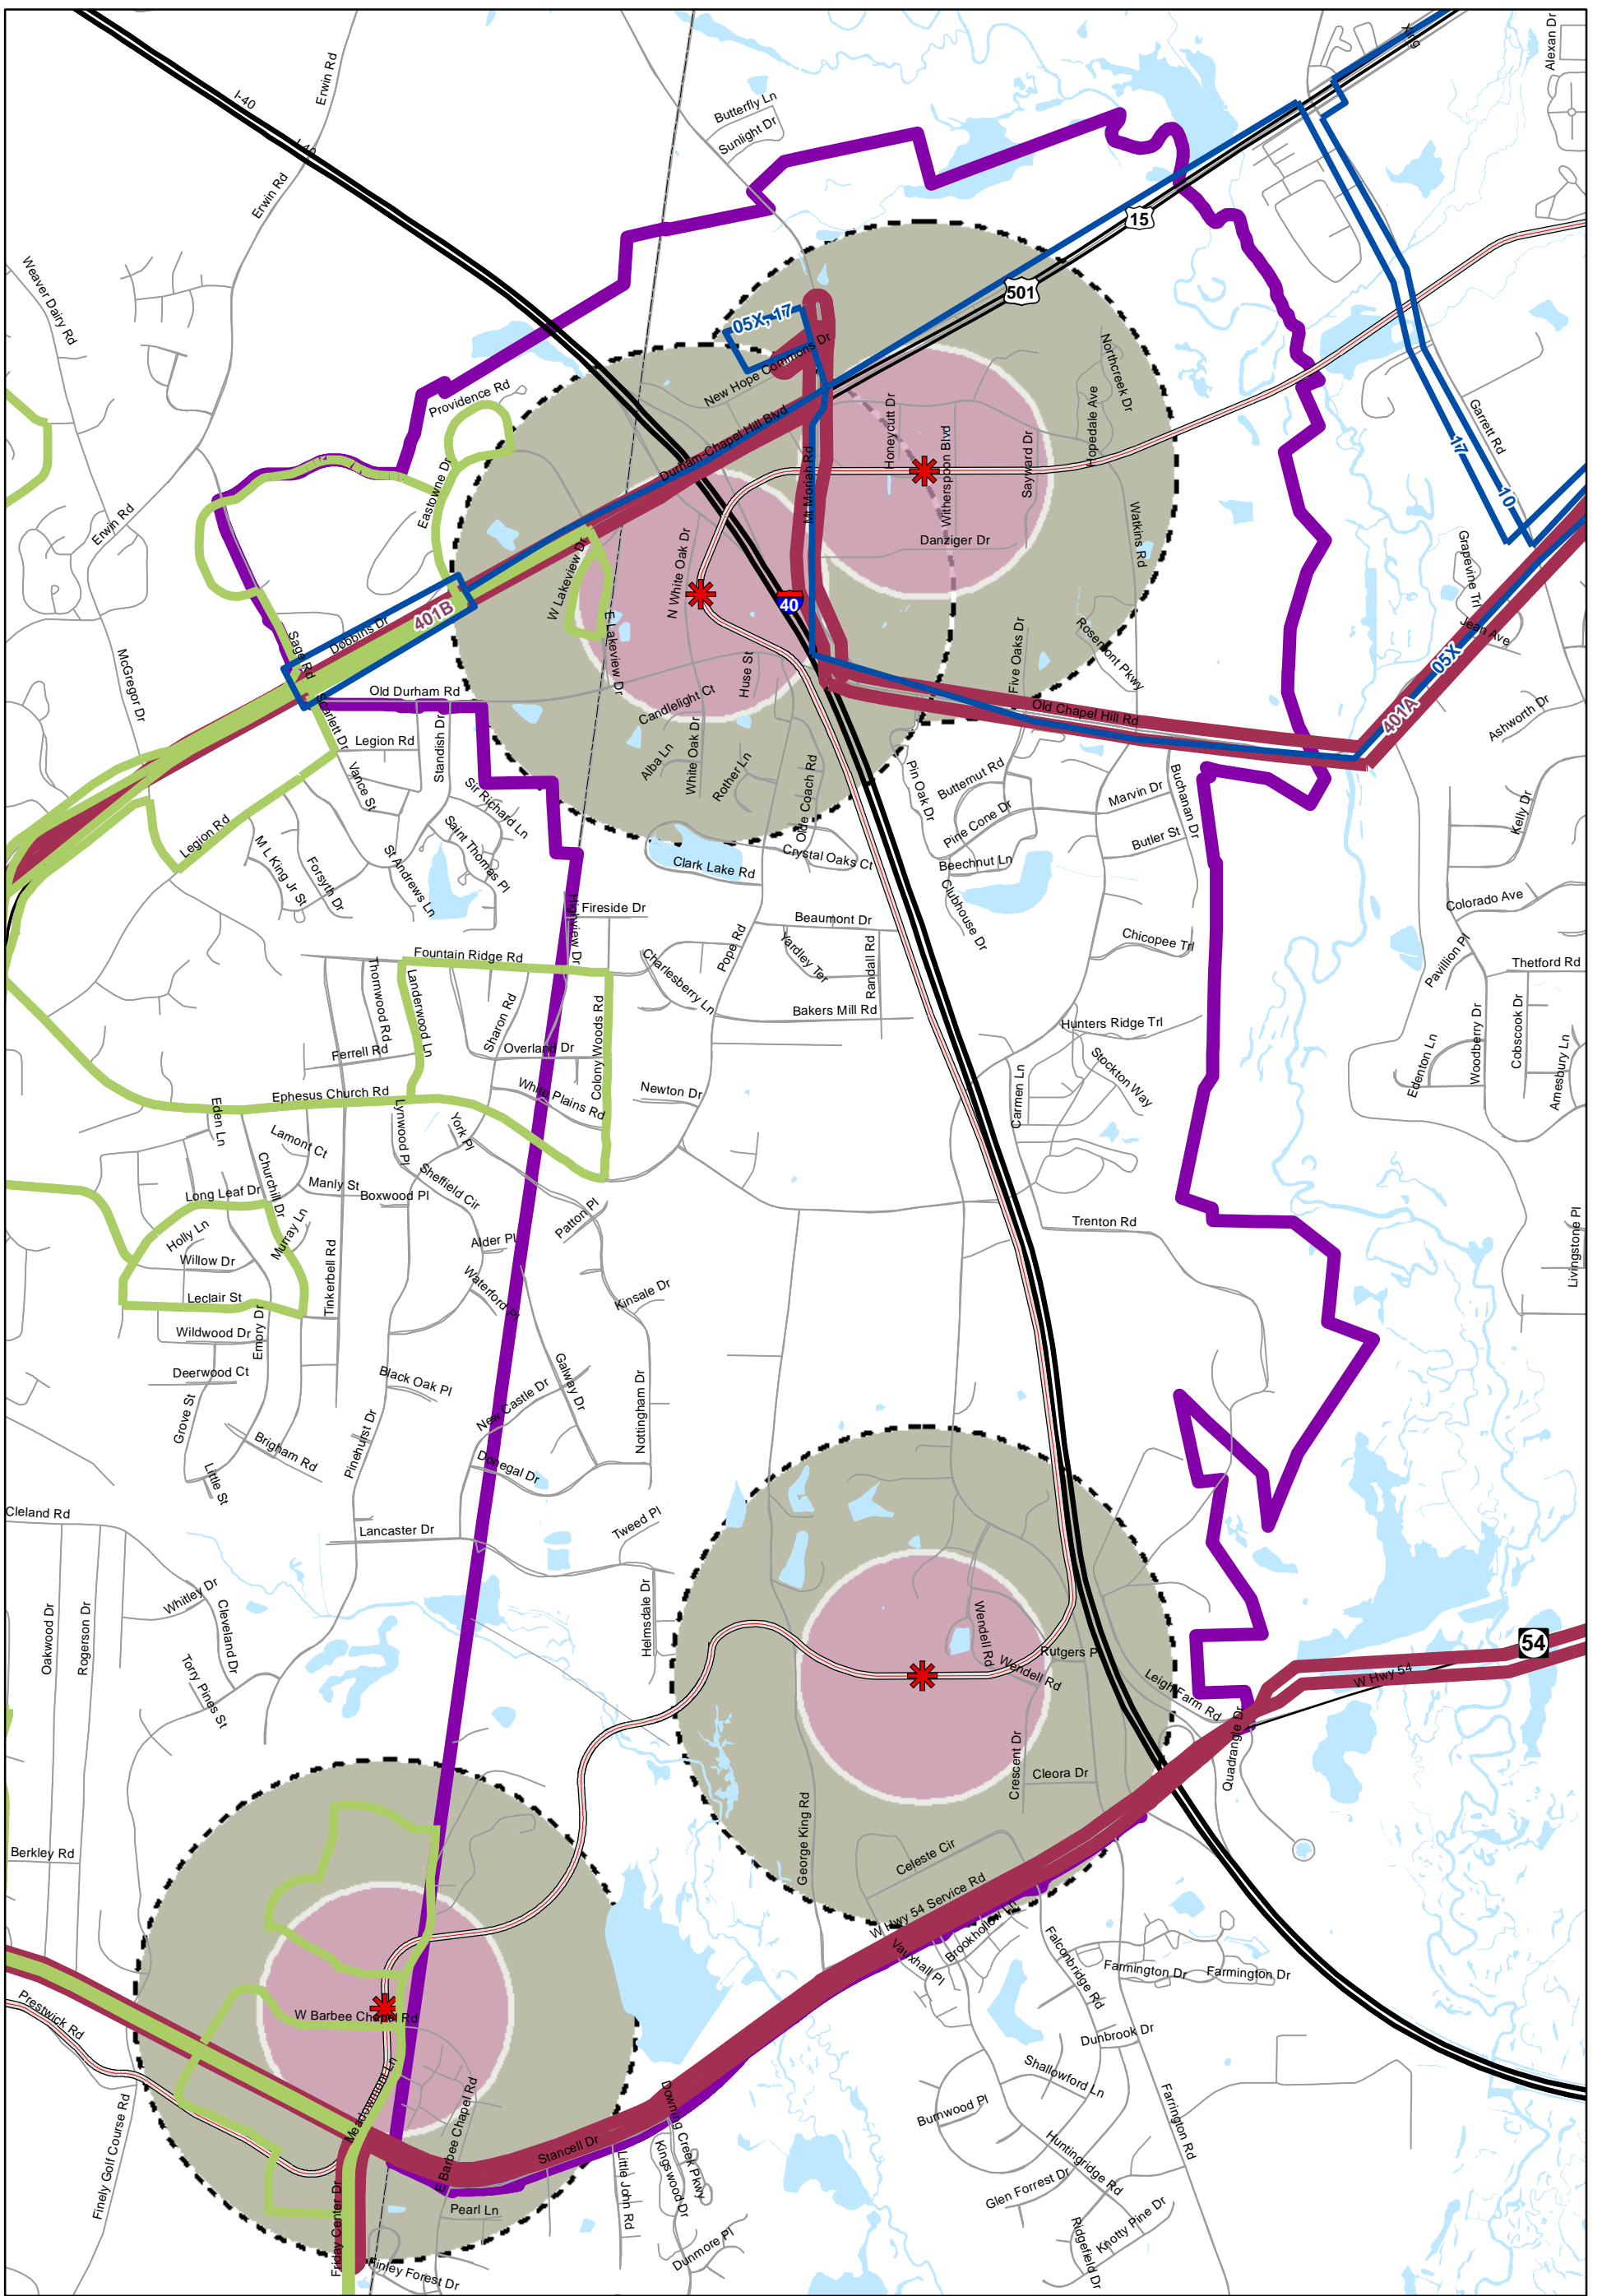 I-40
Erwin Rd
Butterfly Ln
Sunlight Dr
Alexan Dr
I-40
Erwin Rd
15
501
Weaver Dairy Rd
05X, 17
New Hope Commons Dr
Northcreek Dr
Providence Rd
Durham-Chapel Hill Blvd
Honeycutt Dr
Hopedale Ave
Garrett Rd
Eastowne Dr
Mt Moriah Rd
Witherspoon Blvd
Sayward Dr
17
10
Erwin Rd
W Lakeview Dr
N White Oak Dr
Danziger Dr
Watkins Rd
Grapevine Trl
40
Jean Ave
401B
Dobbins Dr
Sage Rd
E Lakeview Dr
Huse St
Five Oaks Dr
Rosemont Pkwy
05X
McGregor Dr
Old Durham Rd
Candlelight Ct
Old Chapel Hill Rd
401A
Ashworth Dr
Scarlett Dr
Legion Rd
Standish Dr
White Oak Dr
Alba Ln
Rother Ln
Olde Coach Rd
Vance St
Sir Richard Ln
Pin Oak Dr
Butternut Rd
Marvin Dr
Buchanan Dr
Kelly Dr
Legion Rd
Saint Thomas Pl
Pine Cone Dr
Butler St
M L King Jr St
Forsyth Dr
St Andrews Ln
Clark Lake Rd
Crystal Oaks Ct
Beechnut Ln
Clubhouse Dr
Colorado Ave
Highview Dr
Fireside Dr
Beaumont Dr
Chicopee Trl
Pavillion Pl
Fountain Ridge Rd
Charlesberry Ln
Pope Rd
Yardley Ter
Randall Rd
Thetford Rd
Thornwood Rd
Landerwood Ln
Sharon Rd
Colony Woods Rd
Bakers Mill Rd
Hunters Ridge Trl
Woodberry Dr
Cobscook Dr
Ferrell Rd
Overland Dr
Edenton Ln
Amesbury Ln
Stockton Way
Carmen Ln
Ephesus Church Rd
White Plains Rd
Newton Dr
Eden Ln
Lamont Ct
Lynwood Pl
York Pl
Churchill Dr
Manly St
Sheffield Cir
Long Leaf Dr
Boxwood Pl
Holly Ln
Murray Ln
Patton Pl
Trenton Rd
Livingstone Pl
Willow Dr
Alder Pl
Tinkerbell Rd
Waterford Pl
Leclair St
Kinsale Dr
Wildwood Dr
Emory Dr
Deerwood Ct
Black Oak Pl
Galway Dr
New Castle Dr
Nottingham Dr
Grove St
Brigham Rd
Pinehurst Dr
Donegal Dr
Little St
Cleland Rd
Lancaster Dr
Tweed Pl
Whitley Dr
Oakwood Dr
Rogerson Dr
Cleveland Dr
Helmsdale Dr
Wendell Rd
Rutgers Pl
54
Torry Pines St
Wendell Rd
Leigh Farm Rd
W Hwy 54
Quadrangle Dr
Crescent Dr
Cleora Dr
George King Rd
Berkley Rd
Celeste Cir
W Hwy 54 Service Rd
Vauxhall Pl
Brookhollow Ln
Falconbridge Rd
Farmington Dr
Farmington Dr
Prestwick Rd
W Barbee Chapel Rd
Dunbrook Dr
Meadowmont Ln
Shallowford Ln
Burnwood Pl
Finely Golf Course Rd
E Barbee Chapel Rd
Stancell Dr
Downing Creek Pkwy
Huntingridge Rd
Farrington Rd
Little John Rd
Kingswood Dr
Glen Forrest Dr
Friday Center Dr
Pearl Ln
Knotty Pine Dr
Dunmore Pl
Ridgefield Dr
Finley Forest Dr